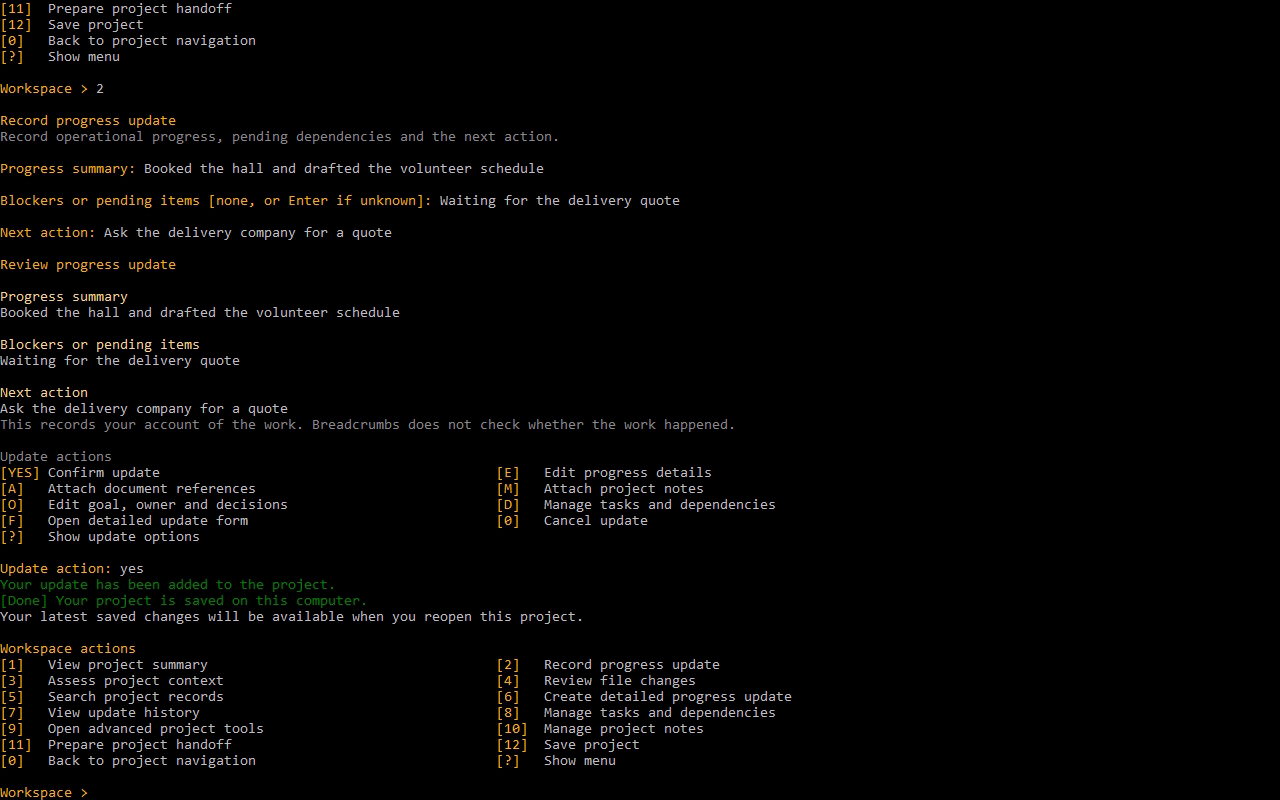 [11]  Prepare project handoff
[12]  Save project
[0]   Back to project navigation
[?]   Show menu
Workspace > 2
Record progress update
Record operational progress, pending dependencies and the next action.
Progress summary: Booked the hall and drafted the volunteer schedule
Blockers or pending items [none, or Enter if unknown]: Waiting for the delivery quote
Next action: Ask the delivery company for a quote
Review progress update
Progress summary
Booked the hall and drafted the volunteer schedule
Blockers or pending items
Waiting for the delivery quote
Next action
Ask the delivery company for a quote
This records your account of the work. Breadcrumbs does not check whether the work happened.
Update actions
[YES] Confirm update                                          [E]   Edit progress details
[A]   Attach document references                              [M]   Attach project notes
[O]   Edit goal, owner and decisions                          [D]   Manage tasks and dependencies
[F]   Open detailed update form                               [0]   Cancel update
[?]   Show update options
Update action: yes
Your update has been added to the project.
[Done] Your project is saved on this computer.
Your latest saved changes will be available when you reopen this project.
Workspace actions
[1]   View project summary                                    [2]   Record progress update
[3]   Assess project context                                  [4]   Review file changes
[5]   Search project records                                  [6]   Create detailed progress update
[7]   View update history                                     [8]   Manage tasks and dependencies
[9]   Open advanced project tools                             [10]  Manage project notes
[11]  Prepare project handoff                                 [12]  Save project
[0]   Back to project navigation                              [?]   Show menu
Workspace >